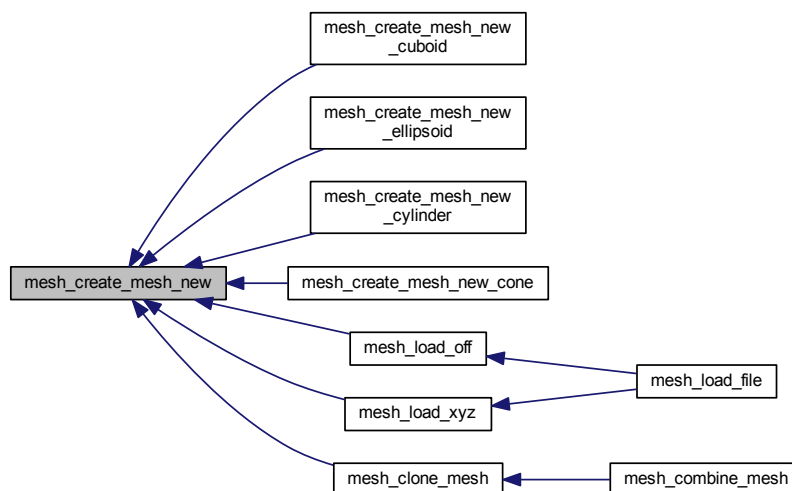 mesh_create_mesh_new
_cuboid
mesh_create_mesh_new
_ellipsoid
mesh_create_mesh_new
_cylinder
mesh_create_mesh_new
mesh_create_mesh_new_cone
mesh_load_off
mesh_load_file
mesh_load_xyz
mesh_clone_mesh
mesh_combine_mesh